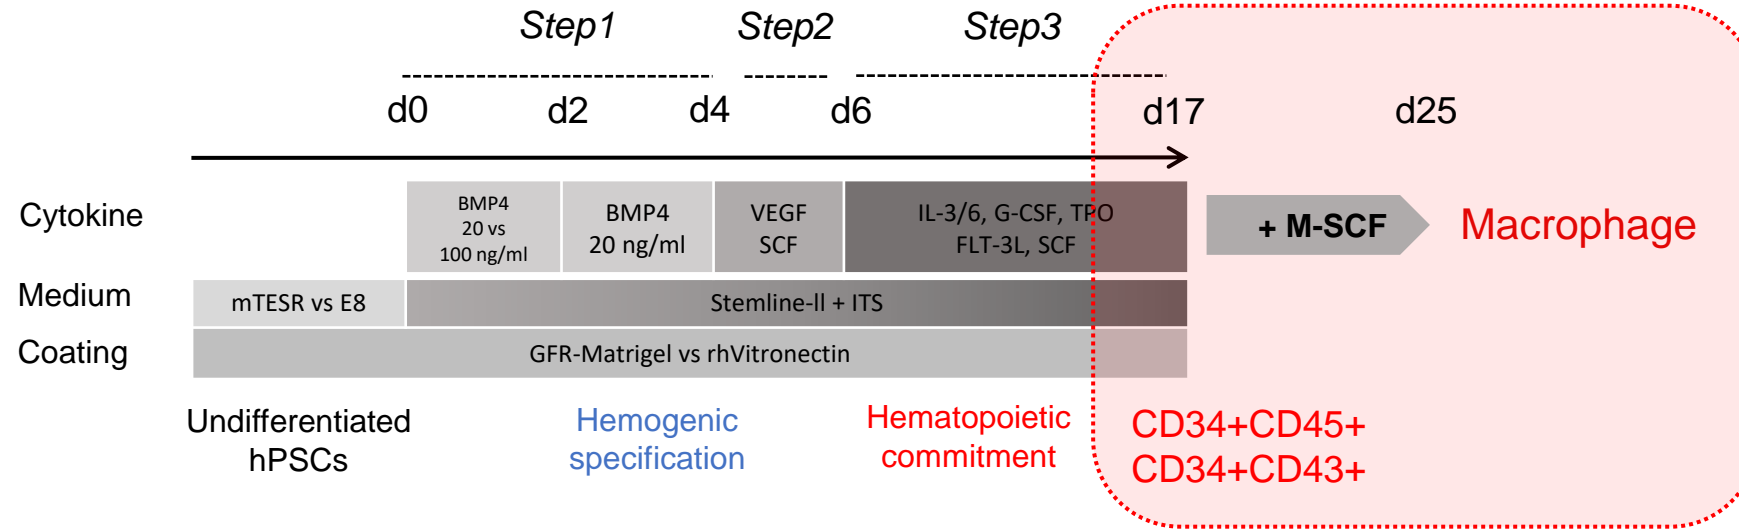 Step1 Step2 Step3
d0 d2 d4 d6 d17 d25
Cytokine
BMP4
20 vs
100 ng/ml
BMP4
20 ng/ml
VEGF
SCF
IL-3/6, G-CSF, TPO
FLT-3L, SCF
+ M-SCF
Macrophage
Medium
mTESR vs E8
Stemline-II + ITS
Coating
GFR-Matrigel vs rhVitronectin
Undifferentiated
hPSCs
Hemogenic
specification
Hematopoietic
commitment
CD34+CD45+
CD34+CD43+